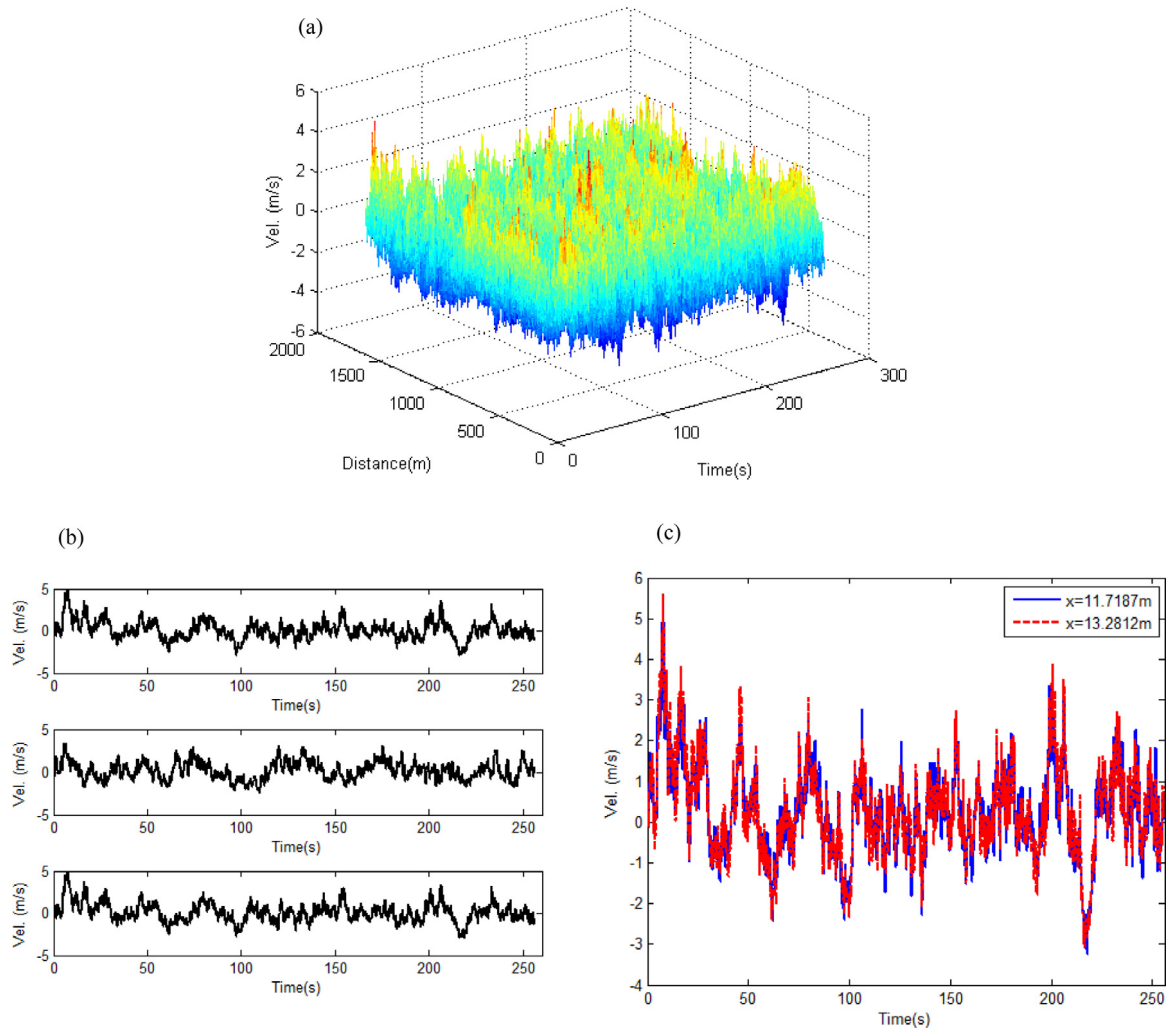 (a)
6
4
2
0
-2
-4
-6
Vel. (m/s)
2000
1500
1000
500
0
Distance(m)
0
100
200
300
Time(s)
(b)
5
0
-5
Vel. (m/s)
0 50 100 150 200 250
Time(s)
5
0
-5
Vel. (m/s)
0 50 100 150 200 250
Time(s)
5
0
-5
Vel. (m/s)
0 50 100 150 200 250
Time(s)
(c)
6
5
4
3
2
1
0
-1
-2
-3
-4
Vel. (m/s)
x=11.7187m
x=13.2812m
0 50 100 150 200 250
Time(s)